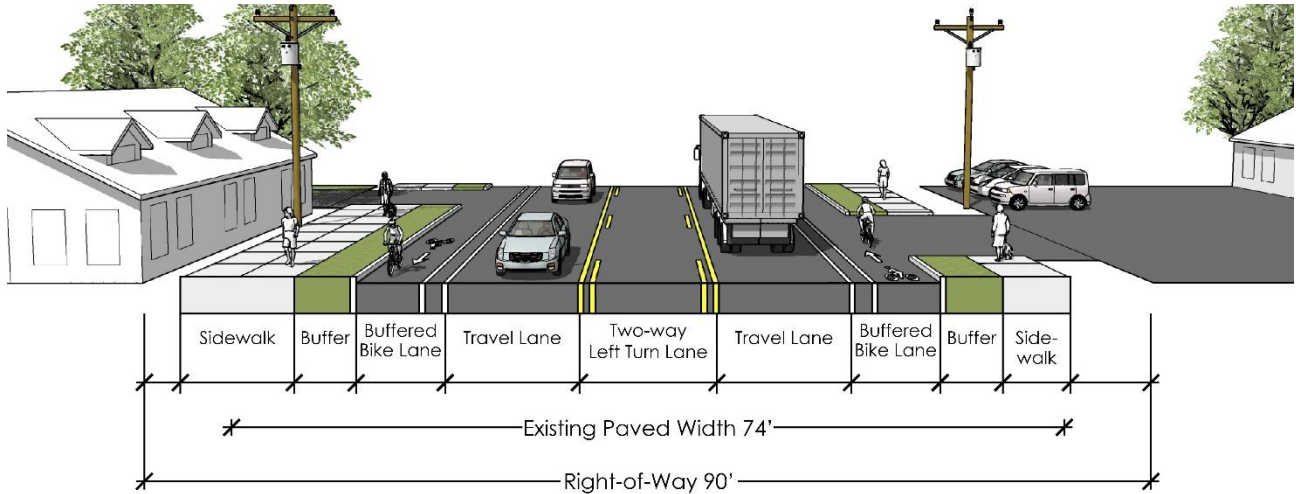 Sidewalk
Buffer
Buffered
Bike Lane
Travel Lane
Two-way
Left Turn Lane
Travel Lane
Buffered
Bike Lane
Buffer
Side-
walk
Existing Paved Width 74'
Right-of-Way 90'